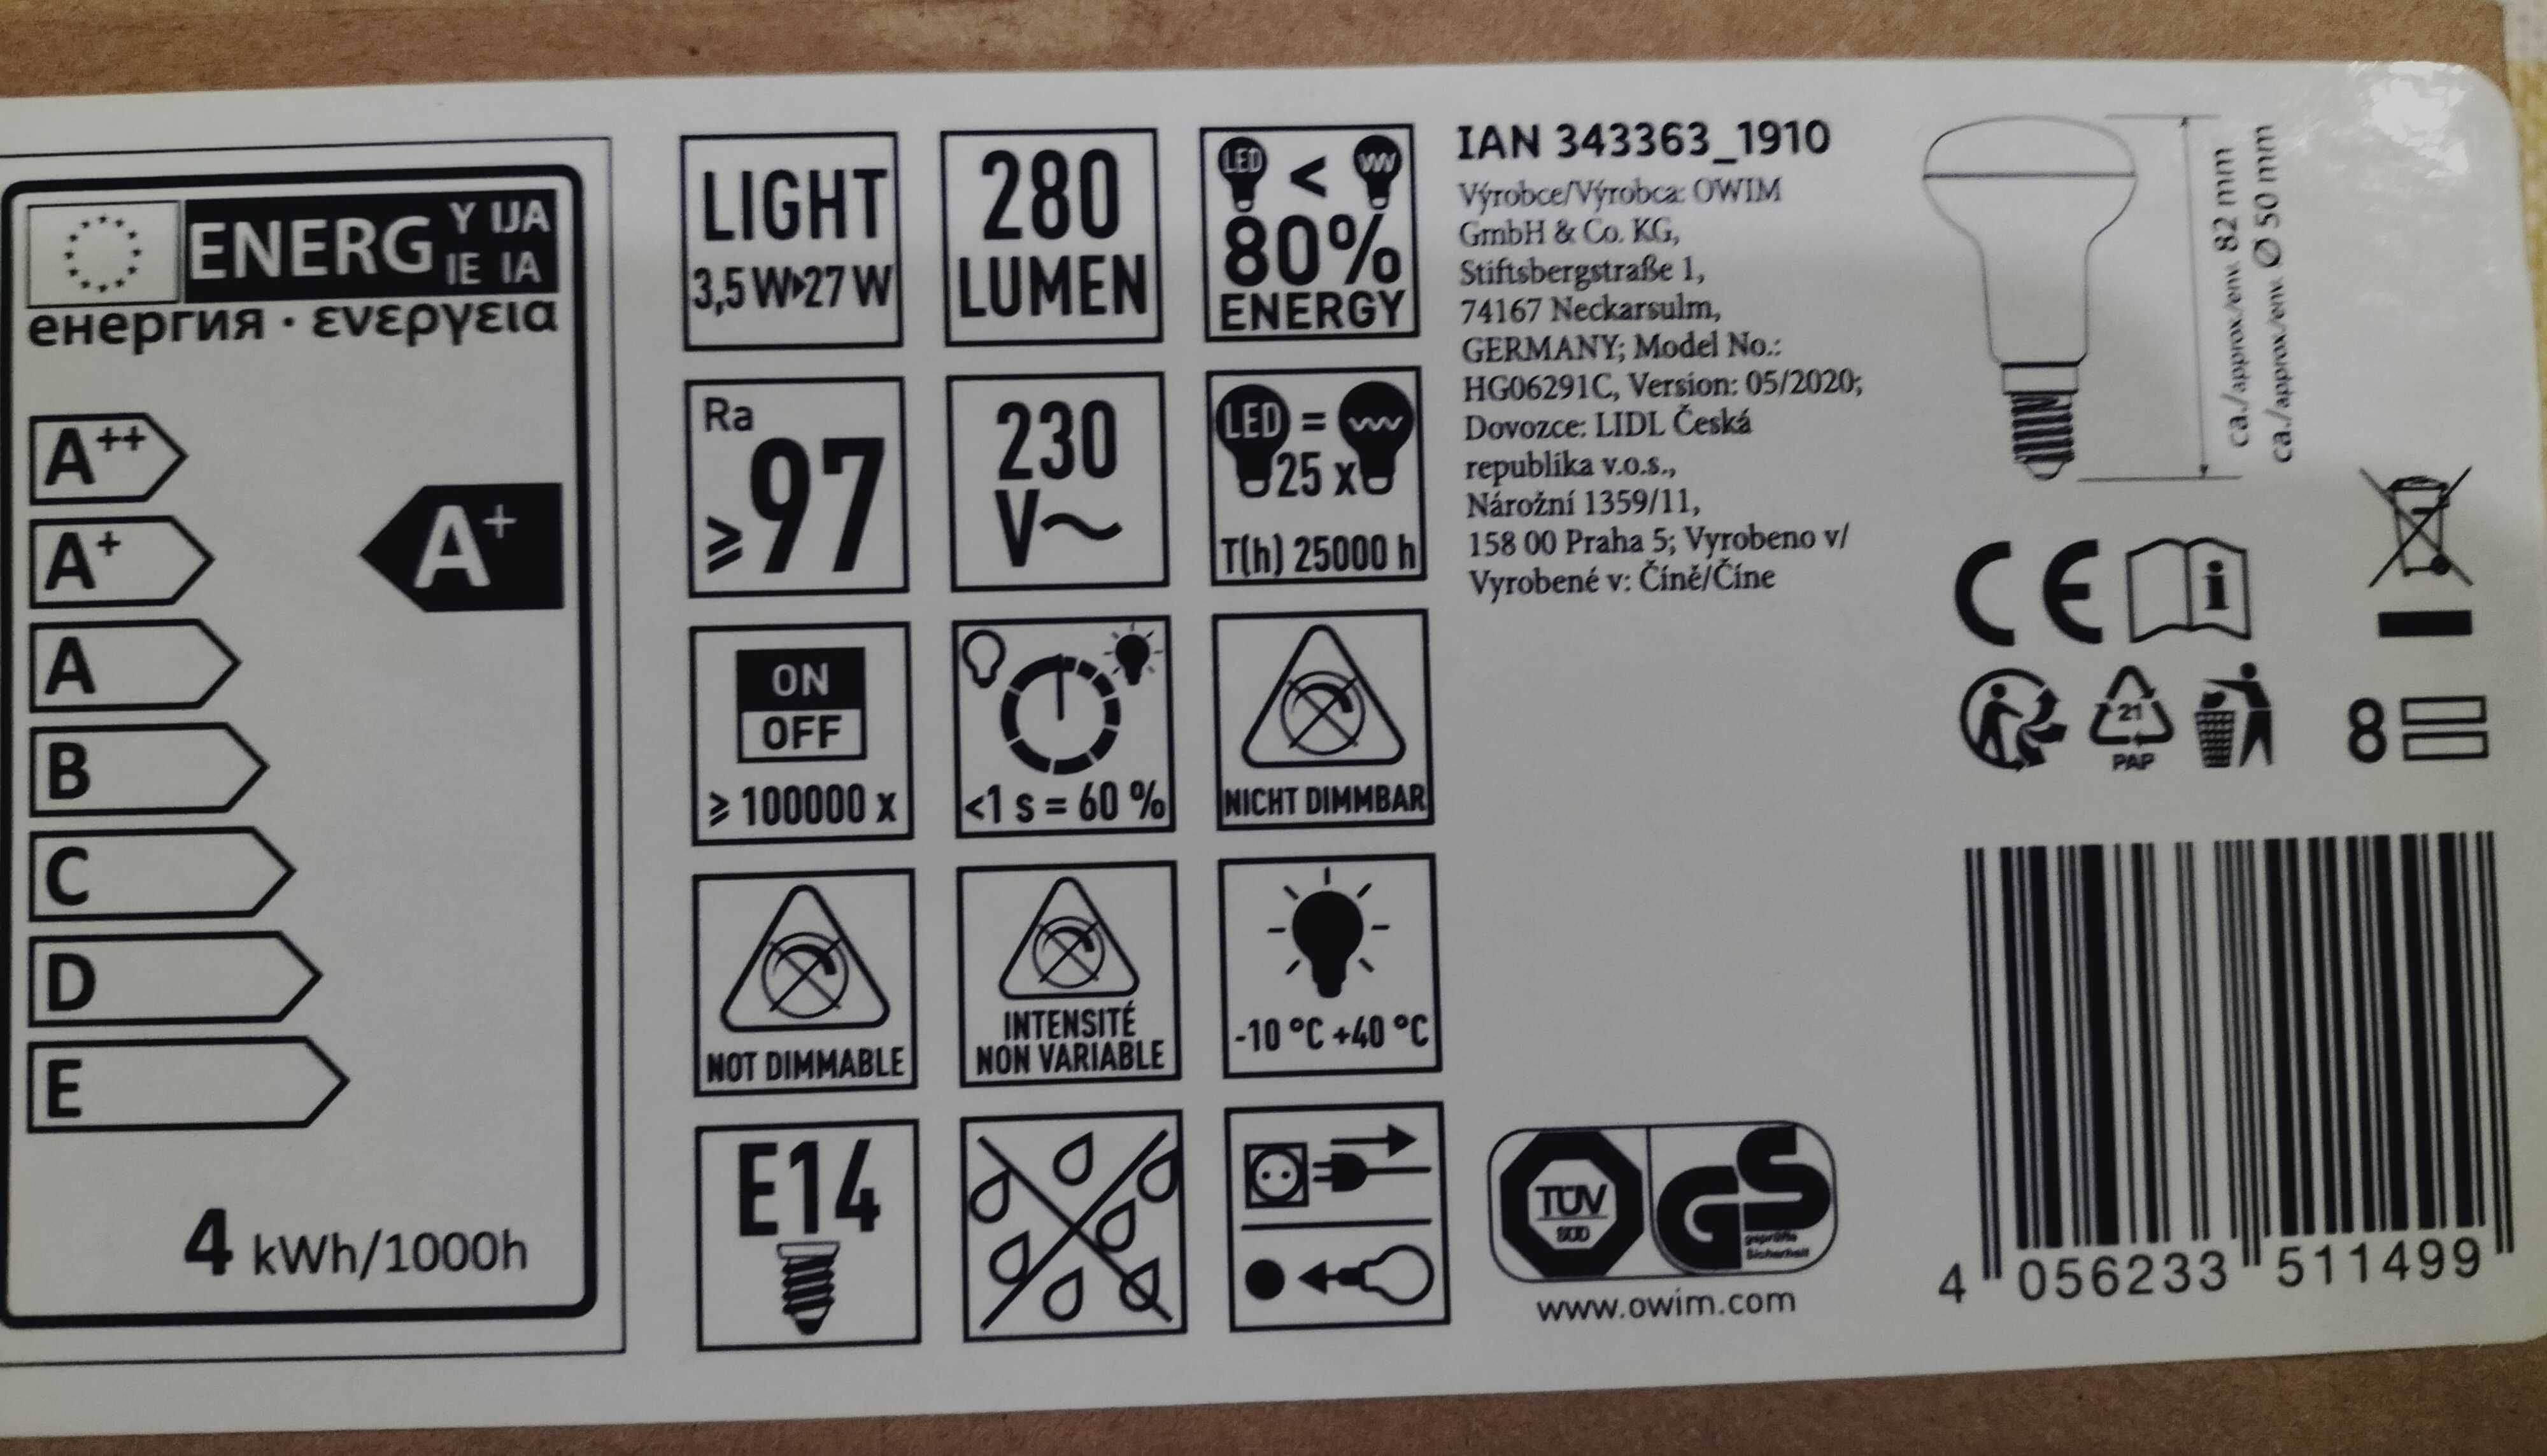 ENERG Y IJA
IE IA
енергия · ενεργεια
A++
A+
A+
A
B
C
D
E
4 kWh/1000h
LIGHT
3,5 W 27 W
280
LUMEN
LED < 
80%
ENERGY
Ra
≥97
230
V~
LED =
25 x
T(h) 25000 h
ON
OFF
≥ 100000 x
<1 s = 60 %
NICHT DIMMBAR
NOT DIMMABLE
INTENSITÉ
NON VARIABLE
-10 °C +40 °C
E14
IAN 343363_1910
Výrobce/Výrobca: OWIM
GmbH & Co. KG,
Stiftsbergstraße 1,
74167 Neckarsulm,
GERMANY; Model No.:
HG06291C, Version: 05/2020;
Dovozce: LIDL Česká
republika v.o.s.,
Nárožní 1359/11,
158 00 Praha 5; Vyrobeno v/
Vyrobené v: Číně/Číne
TÜV
SÜD
GS
geprüfte
Sicherheit
www.owim.com
ca./approx./env. 82 mm
ca./approx./env. Ø 50 mm
CE
i
21
PAP
8
4 056233 511499